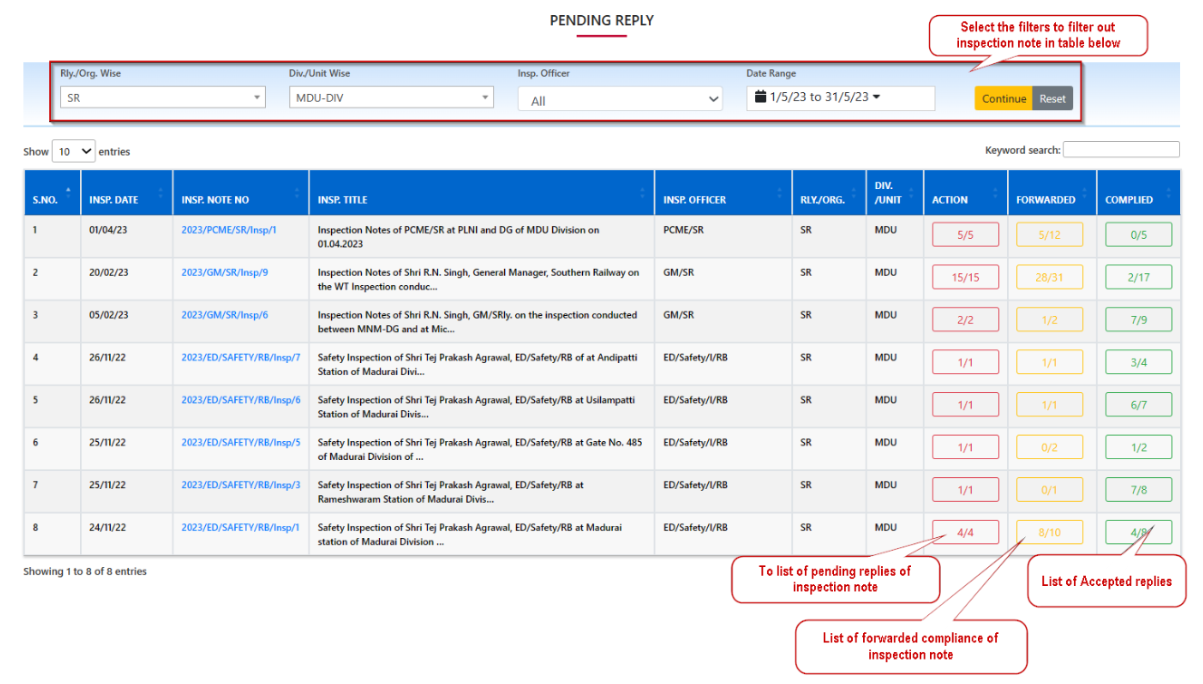 PENDING REPLY
Select the filters to filter out
inspection note in table below
Rly./Org. Wise Div./Unit Wise Insp. Officer Date Range
SR MDU-DIV All 1/5/23 to 31/5/23 Continue Reset
Show 10 entries Keyword search:
S.NO. INSP. DATE INSP. NOTE NO INSP. TITLE INSP. OFFICER RLY./ORG. DIV. /UNIT ACTION FORWARDED COMPLIED
1 01/04/23 2023/PCME/SR/Insp/1 Inspection Notes of PCME/SR at PLNI and DG of MDU Division on PCME/SR SR MDU 5/5 5/12 0/5
01.04.2023
2 20/02/23 2023/GM/SR/Insp/9 Inspection Notes of Shri R.N. Singh, General Manager, Southern Railway on GM/SR SR MDU 15/15 28/31 2/17
the WT Inspection conduc...
3 05/02/23 2023/GM/SR/Insp/6 Inspection Notes of Shri R.N. Singh, GM/SRly. on the inspection conducted GM/SR SR MDU 2/2 1/2 7/9
between MNM-DG and at Mic...
4 26/11/22 2023/ED/SAFETY/RB/Insp/7 Safety Inspection of Shri Tej Prakash Agrawal, ED/Safety/RB of at Andipatti ED/Safety/I/RB SR MDU 1/1 1/1 3/4
Station of Madurai Divi...
5 26/11/22 2023/ED/SAFETY/RB/Insp/6 Safety Inspection of Shri Tej Prakash Agrawal, ED/Safety/RB at Usilampatti ED/Safety/I/RB SR MDU 1/1 1/1 6/7
Station of Madurai Divis...
6 25/11/22 2023/ED/SAFETY/RB/Insp/5 Safety Inspection of Shri Tej Prakash Agrawal, ED/Safety/RB at Gate No. 485 ED/Safety/I/RB SR MDU 1/1 0/2 1/2
of Madurai Division of ...
7 25/11/22 2023/ED/SAFETY/RB/Insp/3 Safety Inspection of Shri Tej Prakash Agrawal, ED/Safety/RB at ED/Safety/I/RB SR MDU 1/1 0/1 7/8
Rameshwaram Station of Madurai Divis...
8 24/11/22 2023/ED/SAFETY/RB/Insp/1 Safety Inspection of Shri Tej Prakash Agrawal, ED/Safety/RB at Madurai ED/Safety/I/RB SR MDU 4/4 8/10
station of Madurai Division ...
Showing 1 to 8 of 8 entries
To list of pending replies of
inspection note
List of Accepted replies
List of forwarded compliance of
inspection note